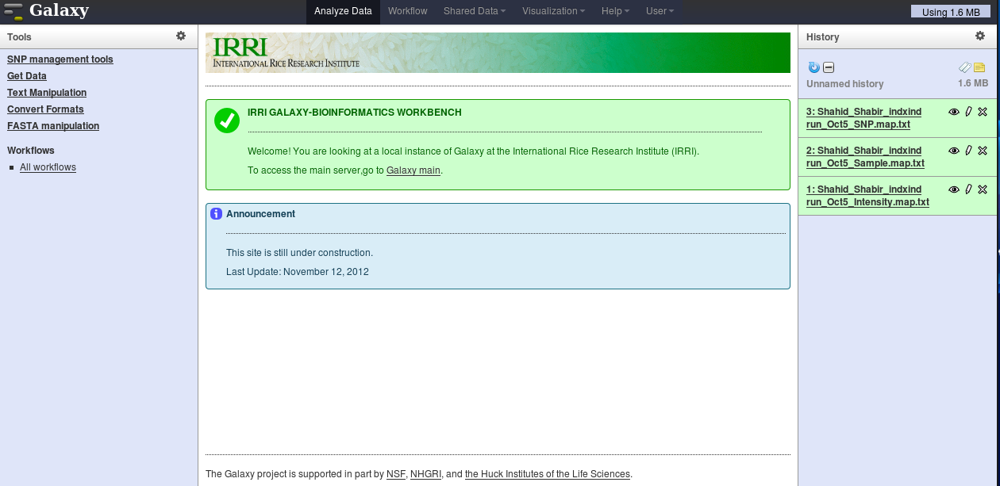 Galaxy
Analyze Data Workflow Shared Data Visualization Help User
Using 1.6 MB
Tools
SNP management tools
Get Data
Text Manipulation
Convert Formats
FASTA manipulation
Workflows
All workflows
IRRI
INTERNATIONAL RICE RESEARCH INSTITUTE
IRRI GALAXY-BIOINFORMATICS WORKBENCH
Welcome! You are looking at a local instance of Galaxy at the International Rice Research Institute (IRRI).
To access the main server,go to Galaxy main.
Announcement
This site is still under construction.
Last Update: November 12, 2012
The Galaxy project is supported in part by NSF, NHGRI, and the Huck Institutes of the Life Sciences.
History
Unnamed history 1.6 MB
3: Shahid_Shabir_indxind
run_Oct5_SNP.map.txt
2: Shahid_Shabir_indxind
run_Oct5_Sample.map.txt
1: Shahid_Shabir_indxind
run_Oct5_Intensity.map.txt